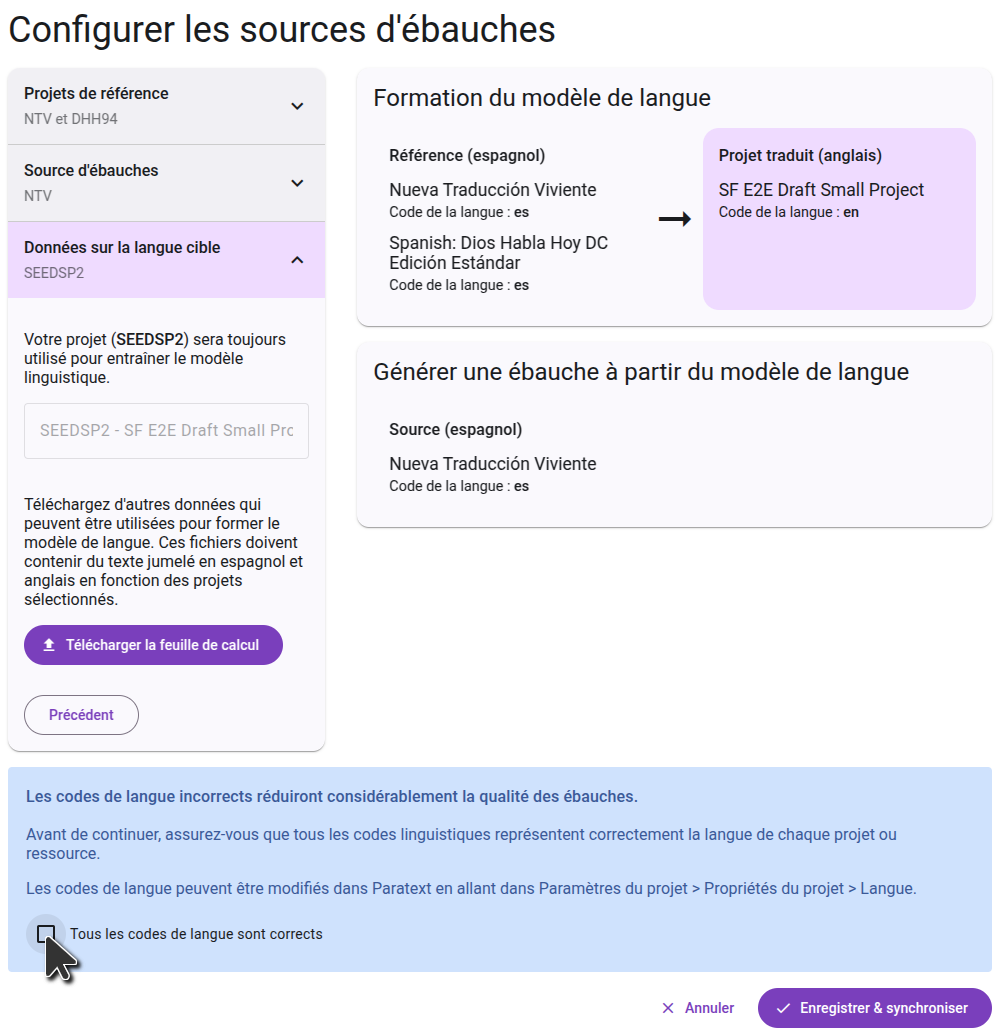 Configurer les sources d'ébauches
Projets de référence
NTV et DHH94
Source d'ébauches
NTV
Données sur la langue cible
SEEDSP2
Votre projet (SEEDSP2) sera toujours
utilisé pour entraîner le modèle
linguistique.
SEEDSP2 - SF E2E Draft Small Pro
Téléchargez d'autres données qui
peuvent être utilisées pour former le
modèle de langue. Ces fichiers doivent
contenir du texte jumelé en espagnol et
anglais en fonction des projets
sélectionnés.
Télécharger la feuille de calcul
Précédent
Formation du modèle de langue
Référence (espagnol)
Nueva Traducción Viviente
Code de la langue : es
Spanish: Dios Habla Hoy DC
Edición Estándar
Code de la langue : es
Projet traduit (anglais)
SF E2E Draft Small Project
Code de la langue : en
Générer une ébauche à partir du modèle de langue
Source (espagnol)
Nueva Traducción Viviente
Code de la langue : es
Les codes de langue incorrects réduiront considérablement la qualité des ébauches.
Avant de continuer, assurez-vous que tous les codes linguistiques représentent correctement la langue de chaque projet ou
ressource.
Les codes de langue peuvent être modifiés dans Paratext en allant dans Paramètres du projet > Propriétés du projet > Langue.
Tous les codes de langue sont corrects
Annuler
Enregistrer & synchroniser